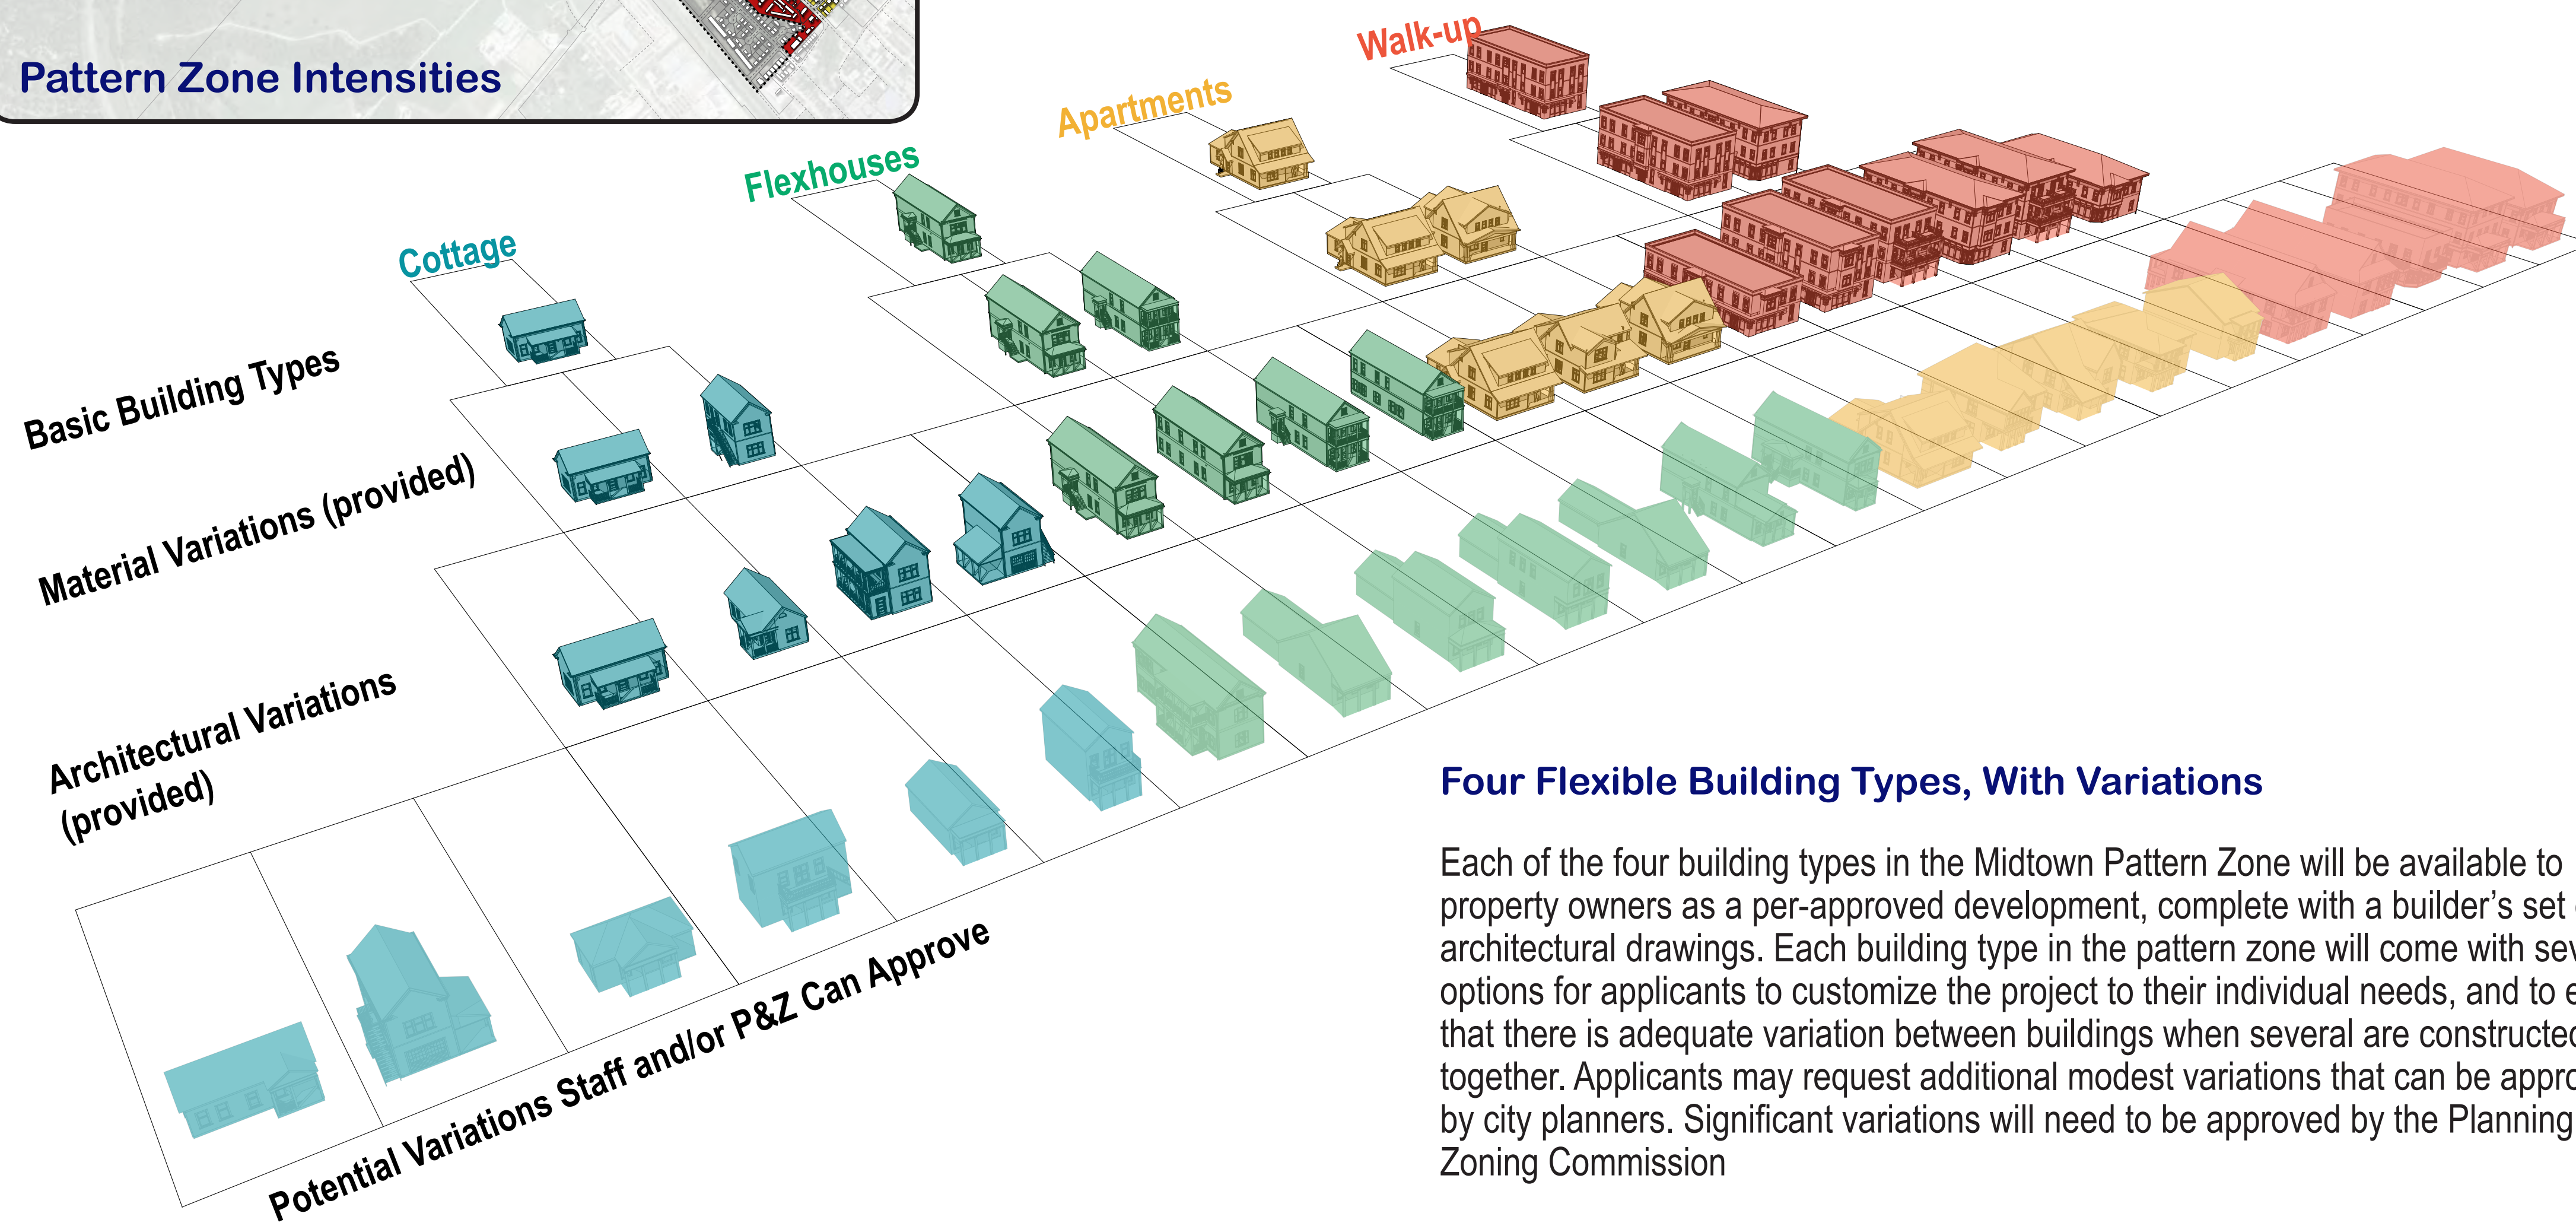 Pattern Zone Intensities
Walk-up
Apartments
Flexhouses
Cottage
Basic Building Types
Material Variations (provided)
Architectural Variations
(provided)
Potential Variations Staff and/or P&Z Can Approve
Four Flexible Building Types, With Variations
Each of the four building types in the Midtown Pattern Zone will be available to
property owners as a per-approved development, complete with a builder’s set
architectural drawings. Each building type in the pattern zone will come with
options for applicants to customize the project to their individual needs, and to
that there is adequate variation between buildings when several are constructed
together. Applicants may request additional modest variations that can be
by city planners. Significant variations will need to be approved by the Planning
Zoning Commission